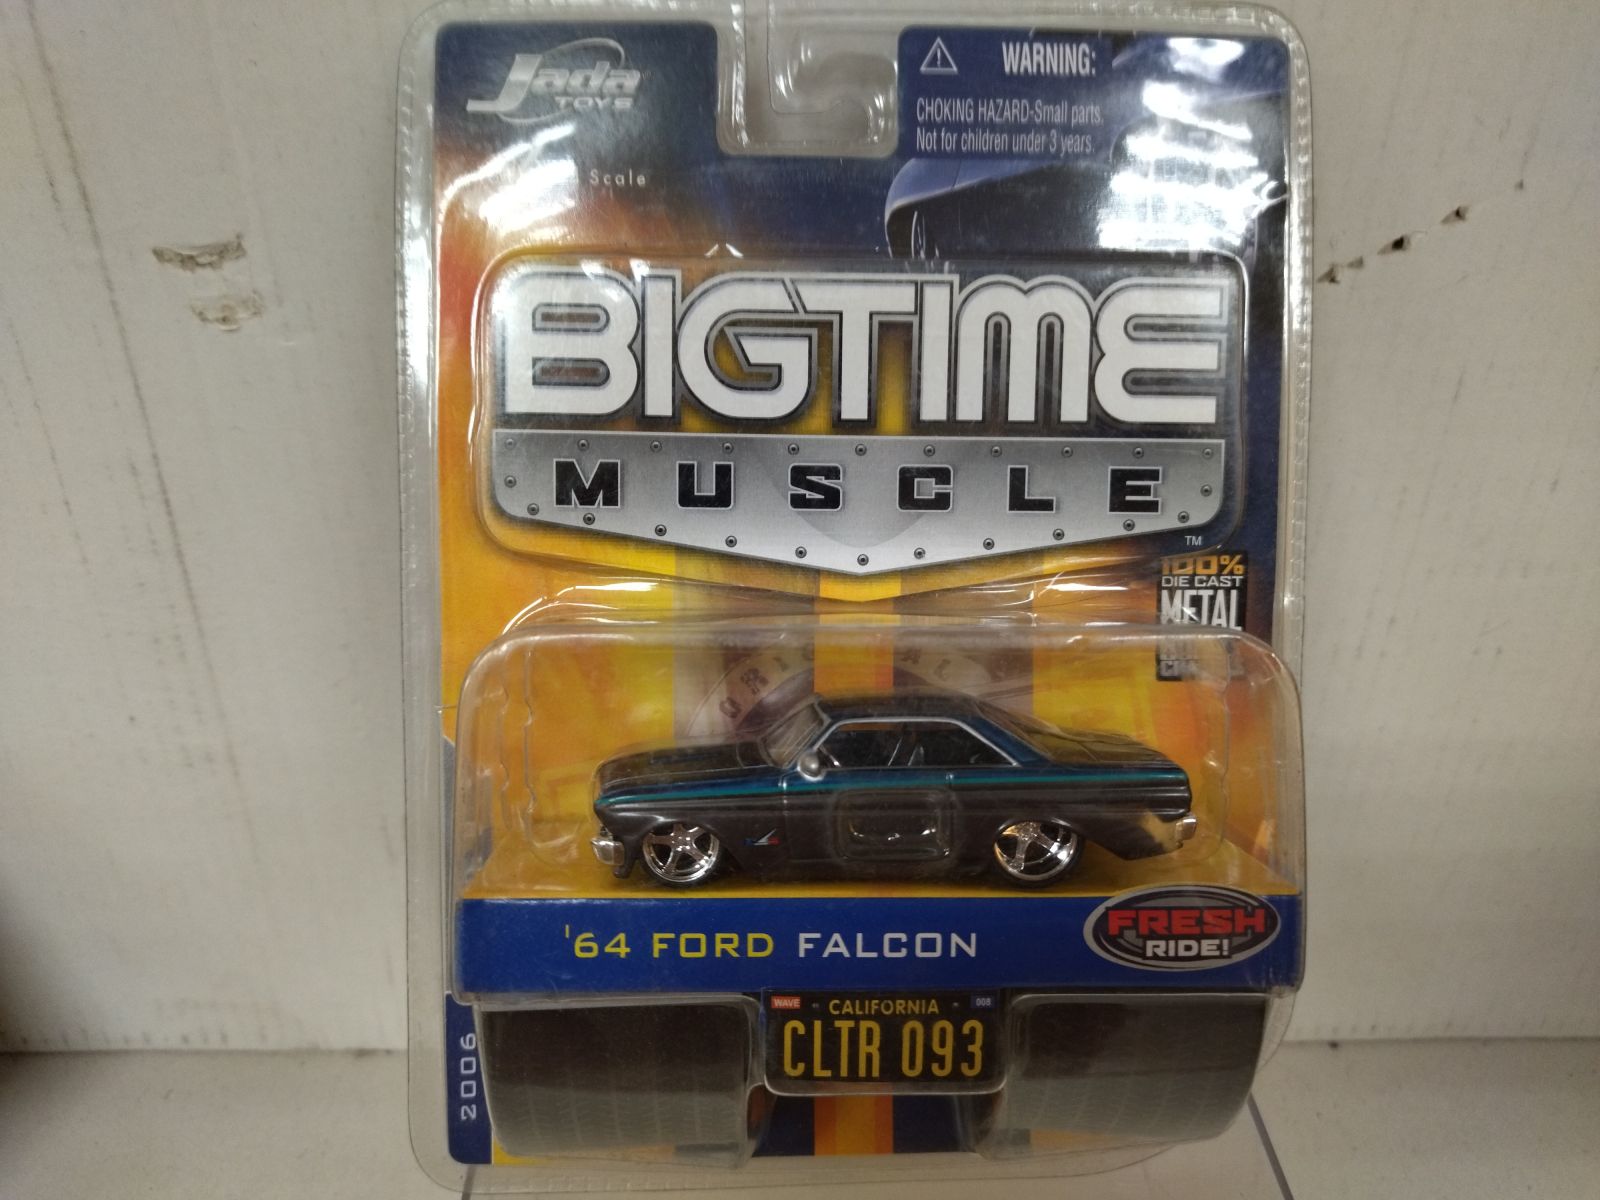 Jada
TOYS
WARNING:
CHOKING HAZARD-Small parts.
Not for children under 3 years.
Scale
BIGTIME
MUSCLE
TM
100%
DIE CAST
METAL
ORIGINAL
'64 FORD FALCON
FRESH
RIDE!
WAVE CALIFORNIA 008
CLTR 093
2006